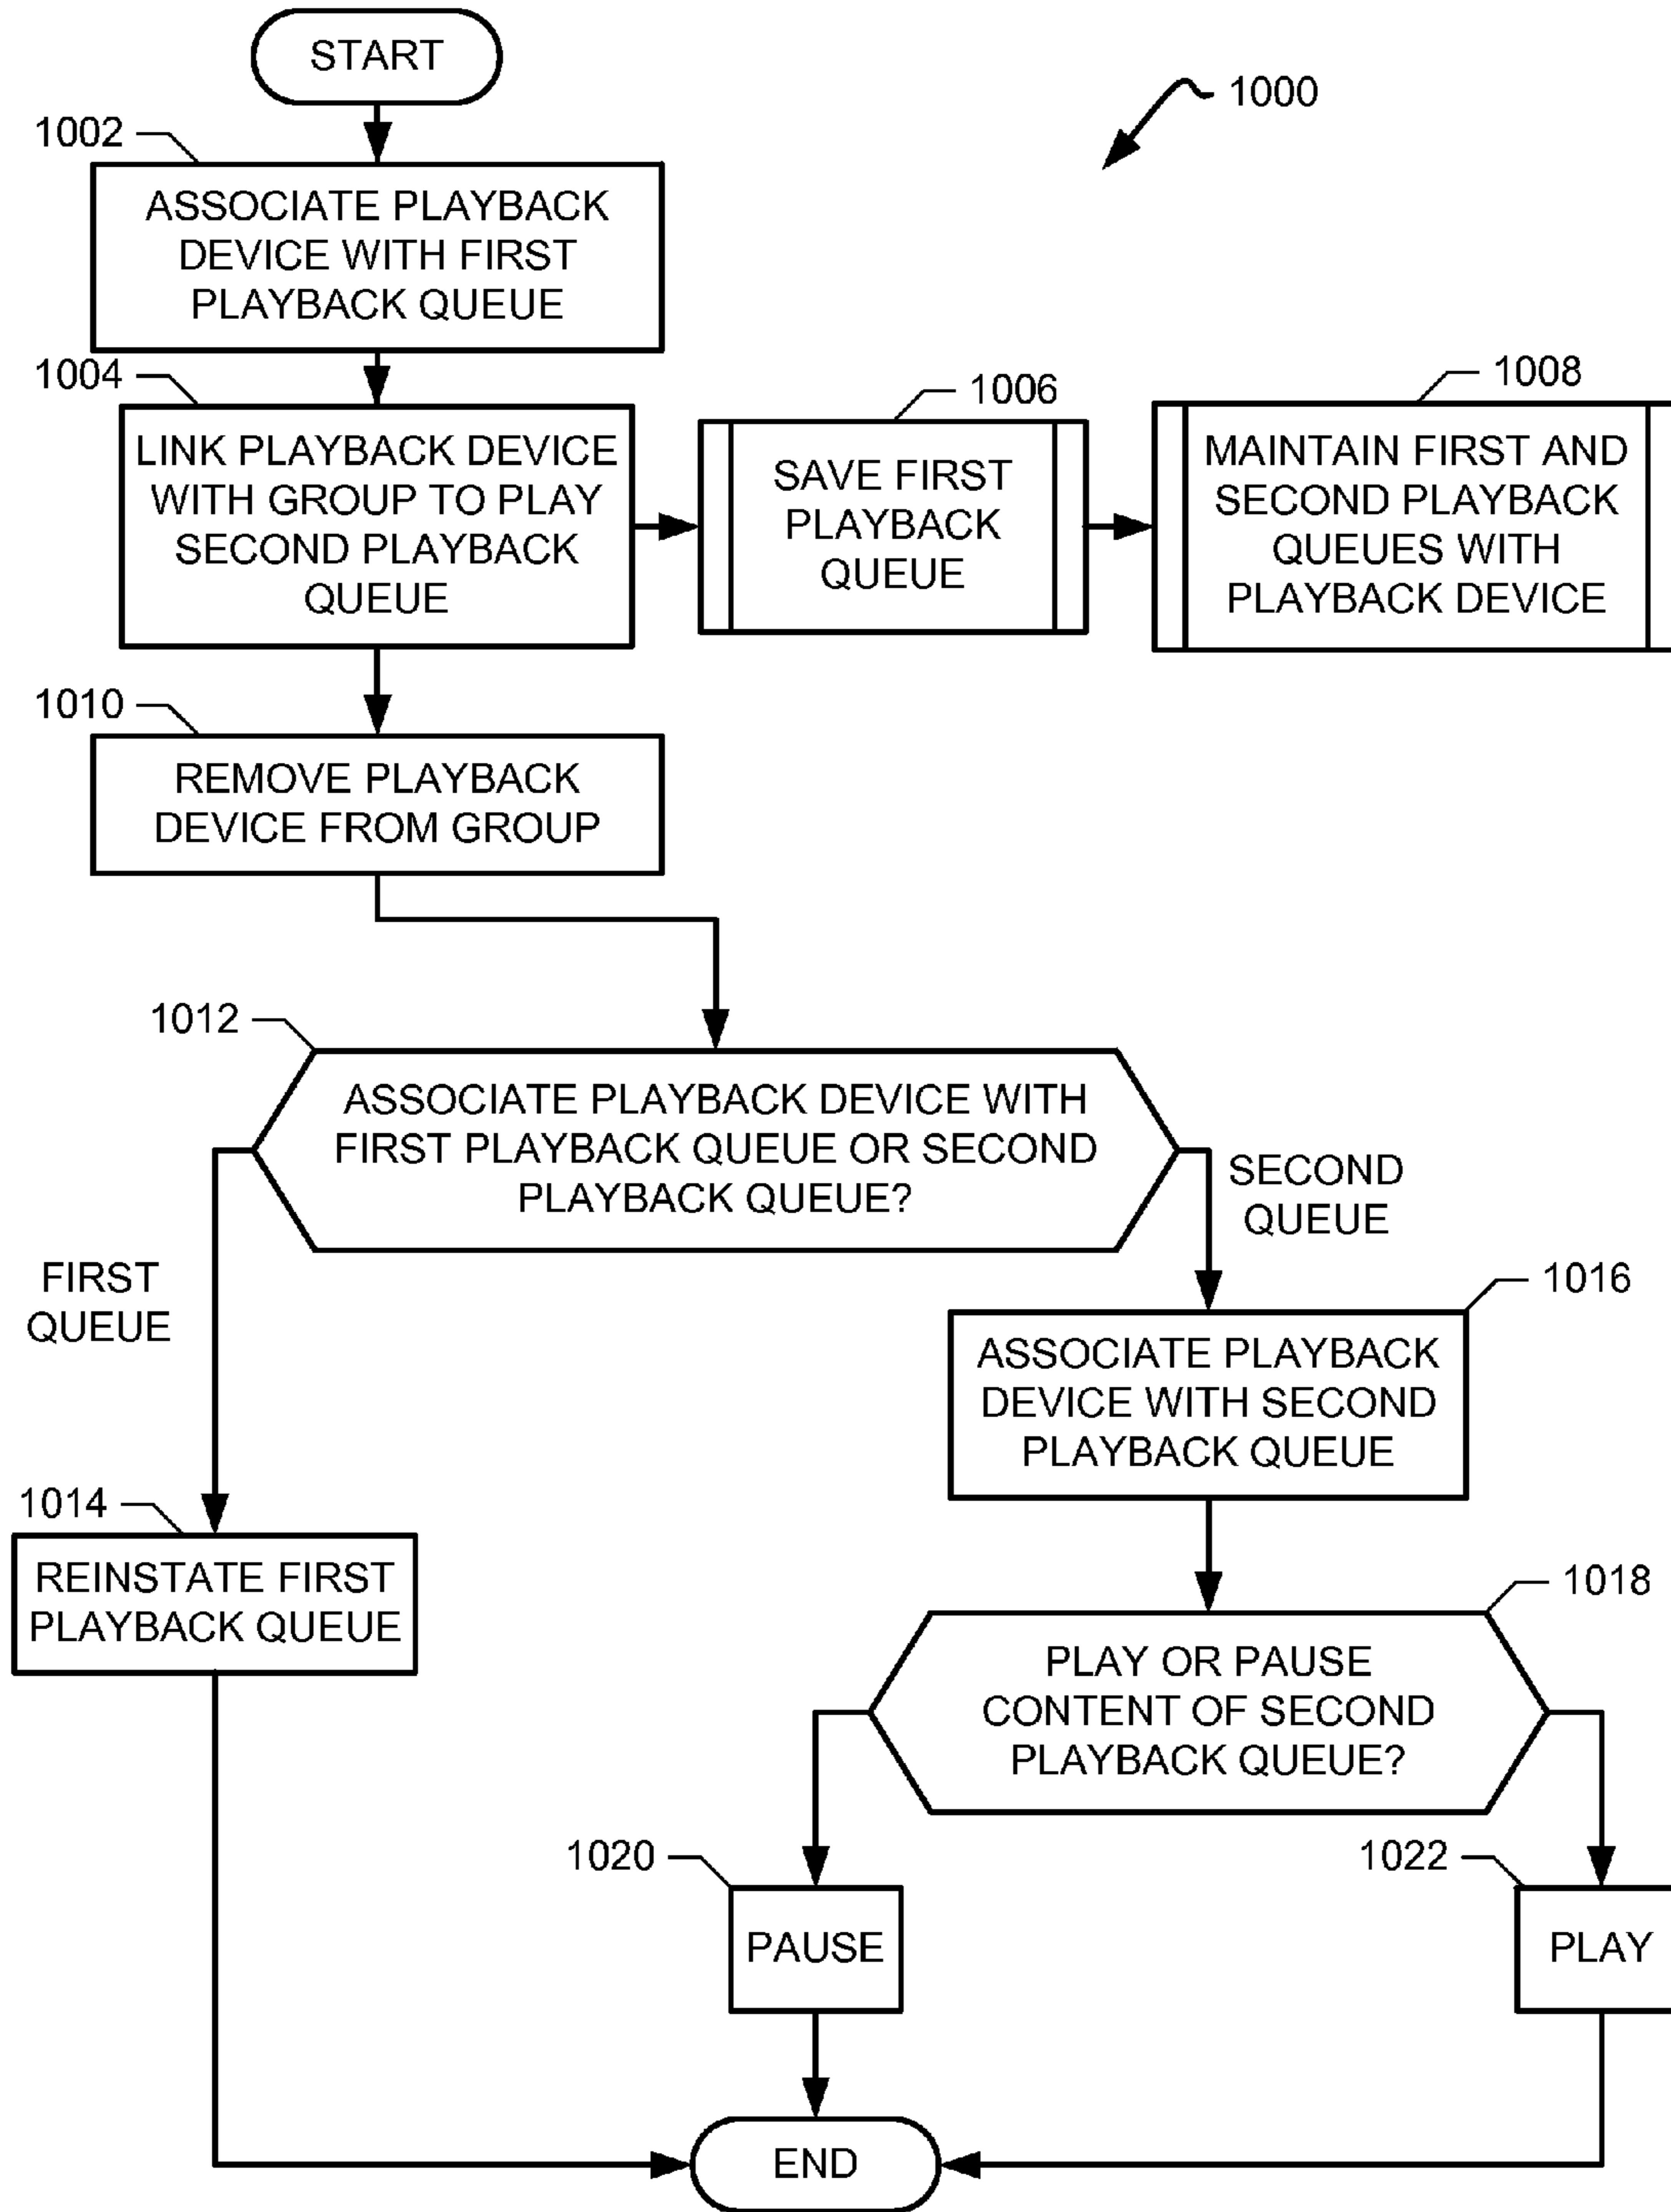 START
1000
1002
ASSOCIATE PLAYBACK
DEVICE WITH FIRST
PLAYBACK QUEUE
1004
LINK PLAYBACK DEVICE
WITH GROUP TO PLAY
SECOND PLAYBACK
QUEUE
1006
SAVE FIRST
PLAYBACK
QUEUE
1008
MAINTAIN FIRST AND
SECOND PLAYBACK
QUEUES WITH
PLAYBACK DEVICE
1010
REMOVE PLAYBACK
DEVICE FROM GROUP
1012
ASSOCIATE PLAYBACK DEVICE WITH
FIRST PLAYBACK QUEUE OR SECOND
PLAYBACK QUEUE?
FIRST
QUEUE
SECOND
QUEUE
1014
REINSTATE FIRST
PLAYBACK QUEUE
1016
ASSOCIATE PLAYBACK
DEVICE WITH SECOND
PLAYBACK QUEUE
1018
PLAY OR PAUSE
CONTENT OF SECOND
PLAYBACK QUEUE?
1020
PAUSE
1022
PLAY
END